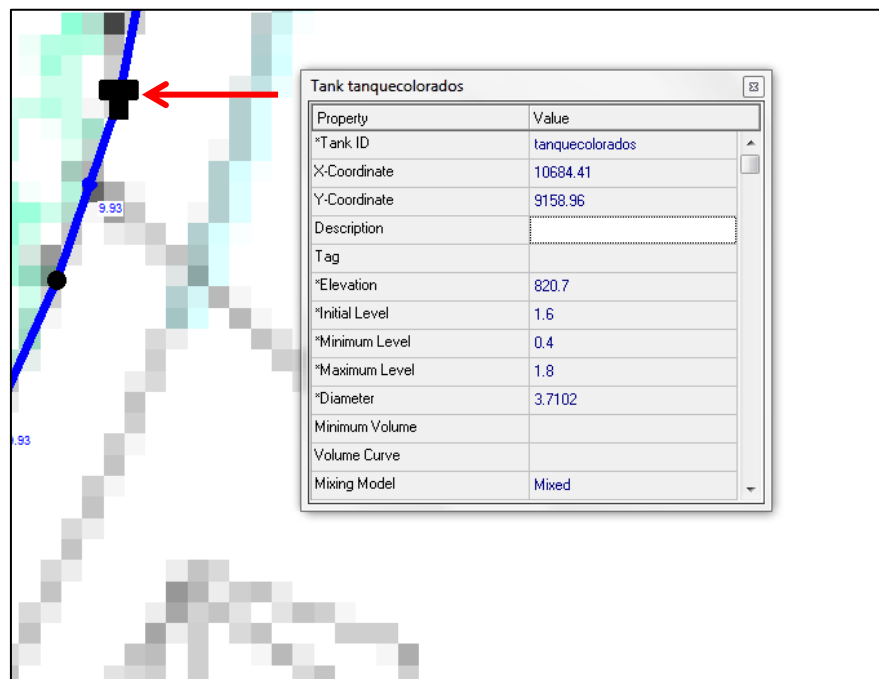 Tank tanquecolorados
Property Value
*Tank ID tanquecolorados
X-Coordinate 10684.41
Y-Coordinate 9158.96
Description
Tag
*Elevation 820.7
*Initial Level 1.6
*Minimum Level 0.4
*Maximum Level 1.8
*Diameter 3.7102
Minimum Volume
Volume Curve
Mixing Model Mixed
9.93
.93